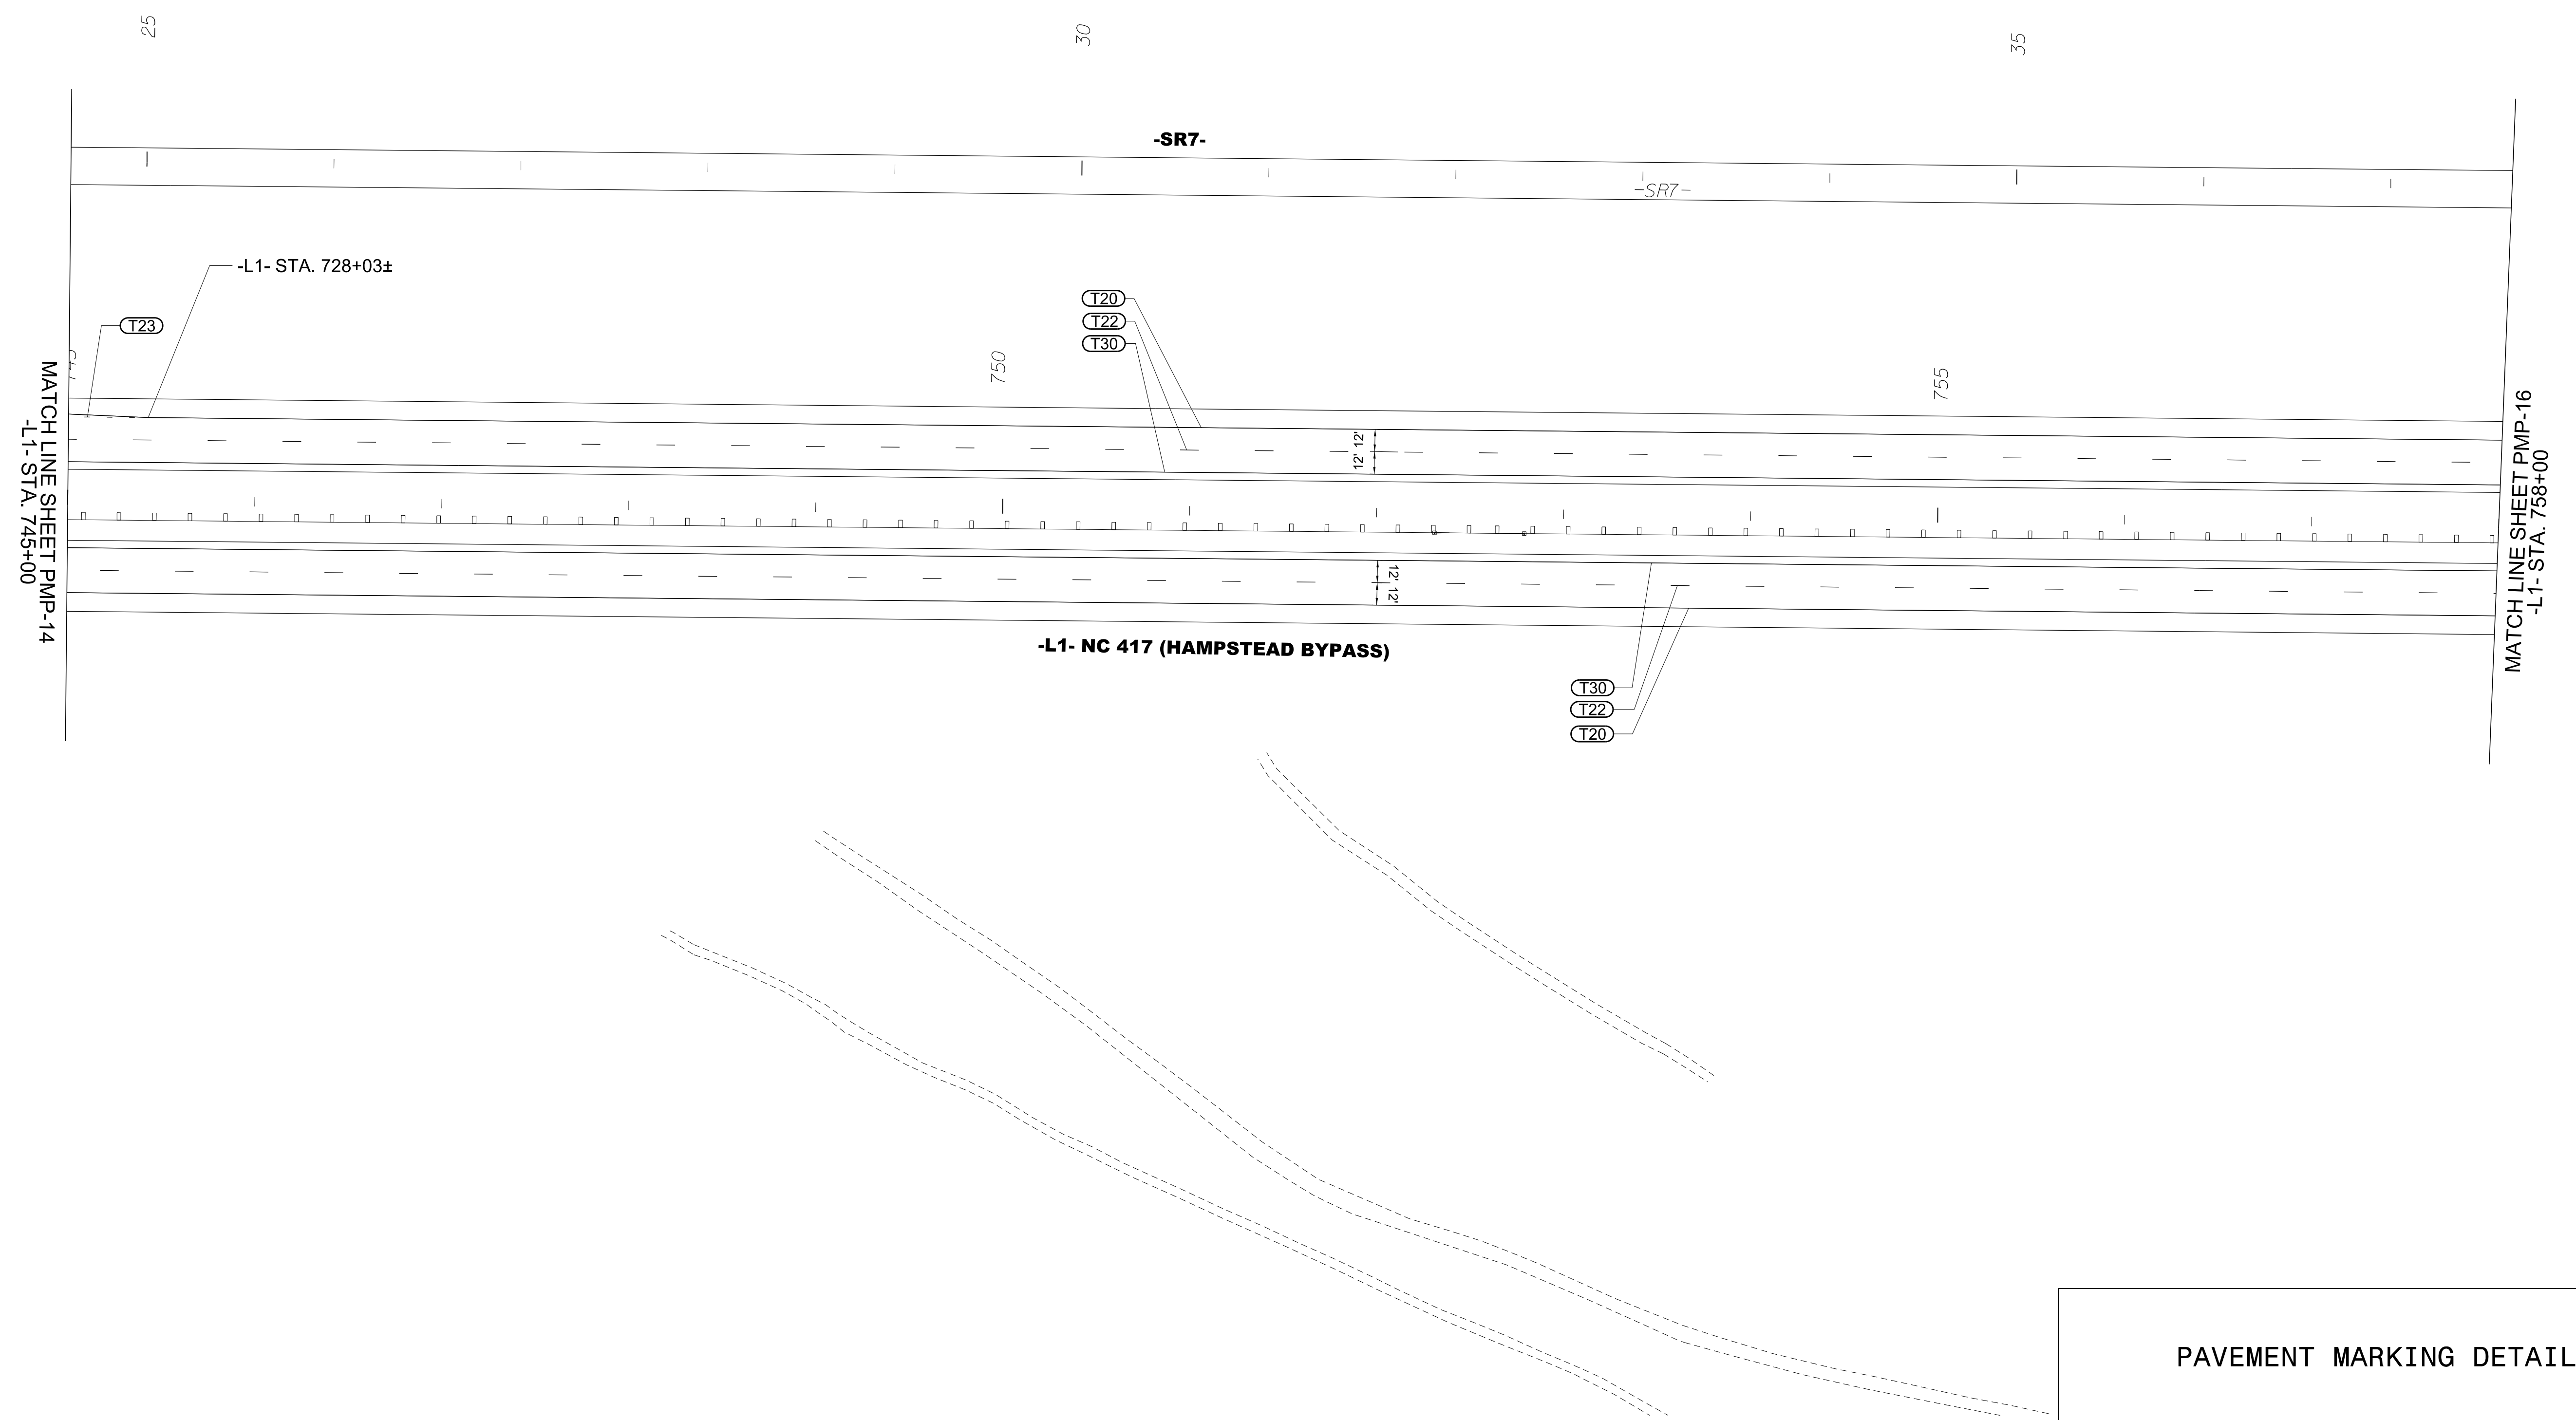 25
30
35
-SR7-
-SR7-
-L1- STA. 728+03±
T23
T20
T22
T30
750
755
12'
12'
12'
12'
MATCH LINE SHEET PMP-14
-L1- STA. 745+00
MATCH LINE SHEET PMP-16
-L1- STA. 758+00
-L1- NC 417 (HAMPSTEAD BYPASS)
T30
T22
T20
PAVEMENT MARKING DETAIL